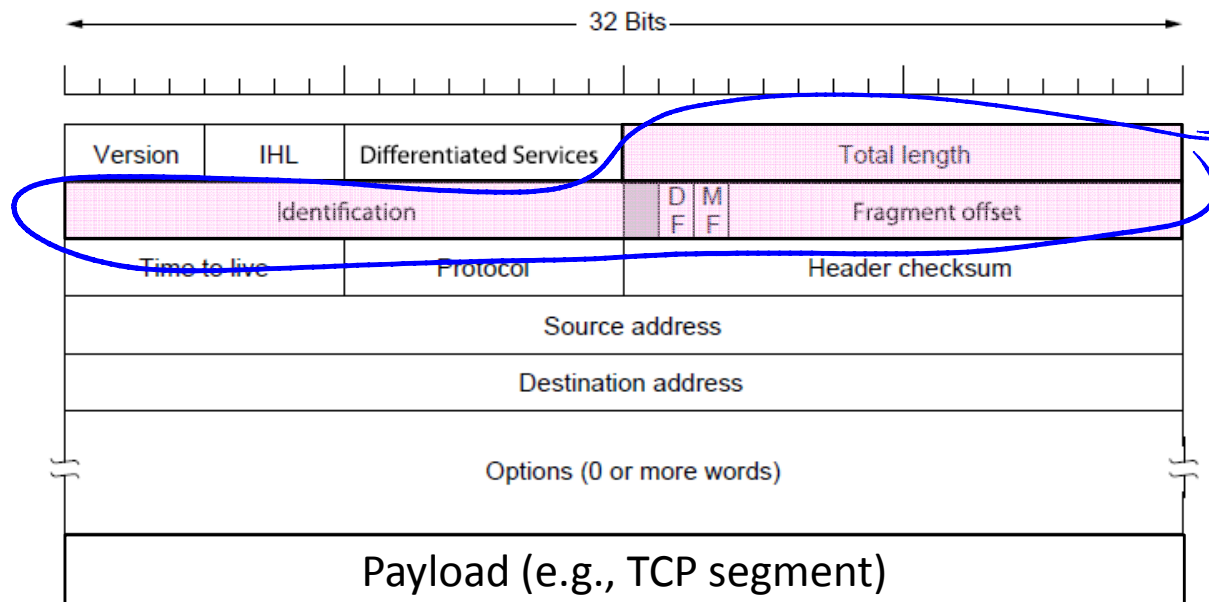 32 Bits
Version IHL Differentiated Services Total length
Identification D F M F Fragment offset
Time to live Protocol Header checksum
Source address
Destination address
Options (0 or more words)
Payload (e.g., TCP segment)